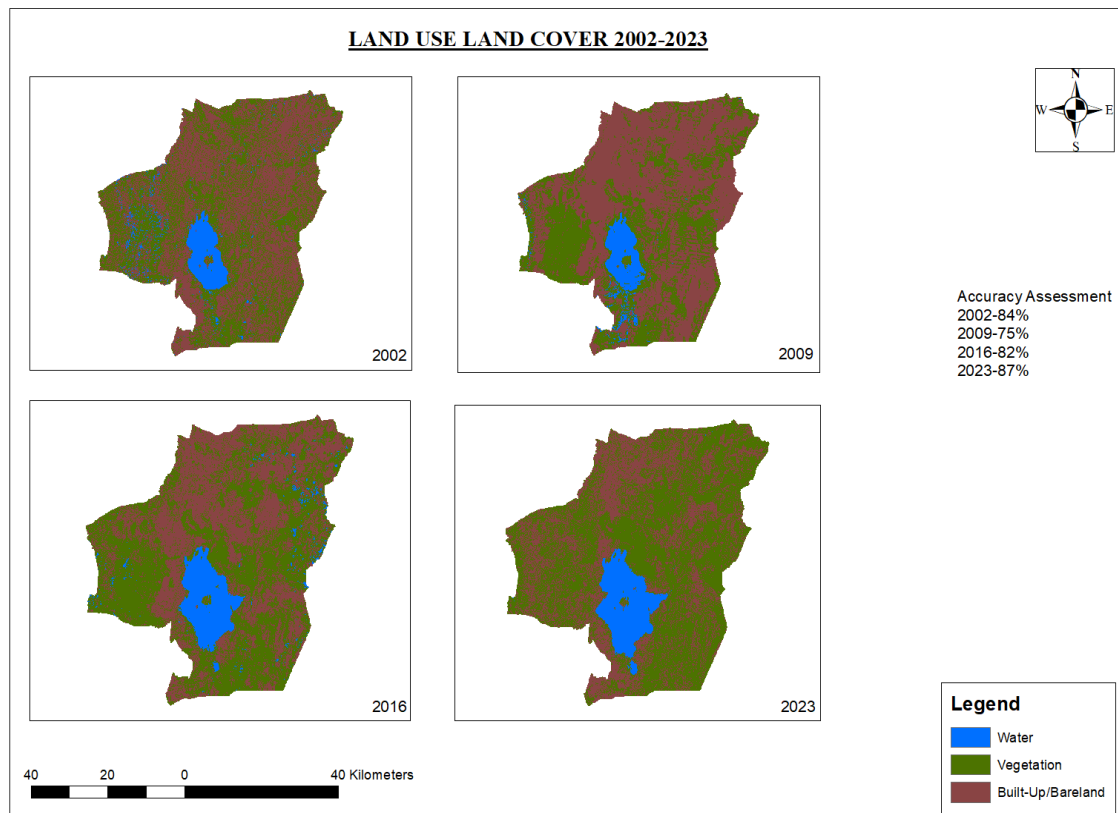 LAND USE LAND COVER 2002-2023
N
W E
S
2002
2009
Accuracy Assessment
2002-84%
2009-75%
2016-82%
2023-87%
2016
2023
Legend
Water
Vegetation
Built-Up/Bareland
40 20 0 40 Kilometers